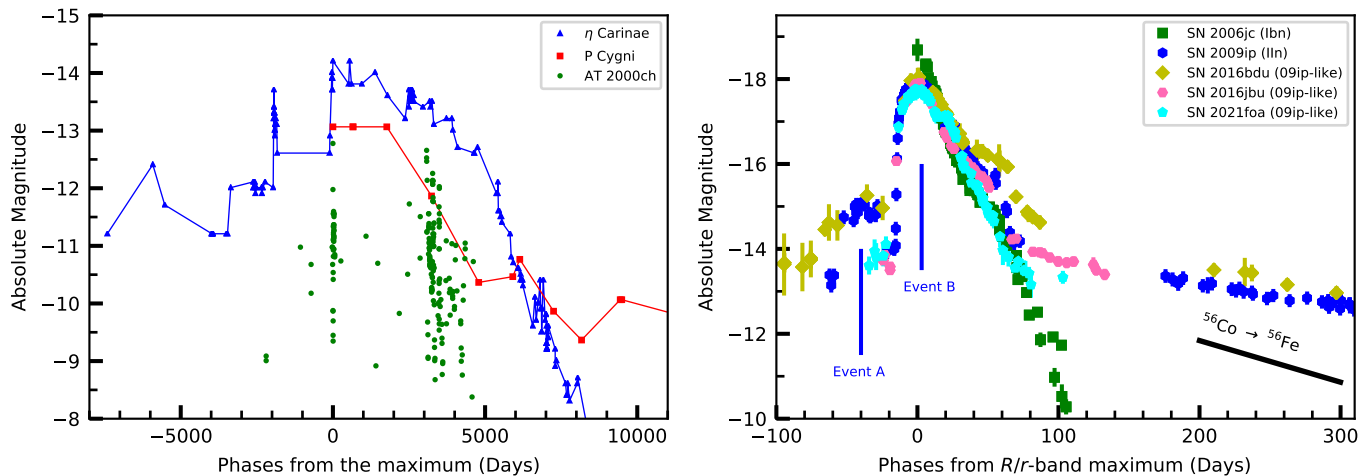 −15
−14
−13
−12
−11
−10
−9
−8
Absolute Magnitude
−5000
0
5000
10000
Phases from the maximum (Days)
η Carinae
P Cygni
AT 2000ch
−18
−16
−14
−12
−10
Absolute Magnitude
−100
0
100
200
300
Phases from R/r-band maximum (Days)
SN 2006jc (Ibn)
SN 2009ip (IIn)
SN 2016bdu (09ip-like)
SN 2016jbu (09ip-like)
SN 2021foa (09ip-like)
Event B
Event A
⁵⁶Co → ⁵⁶Fe